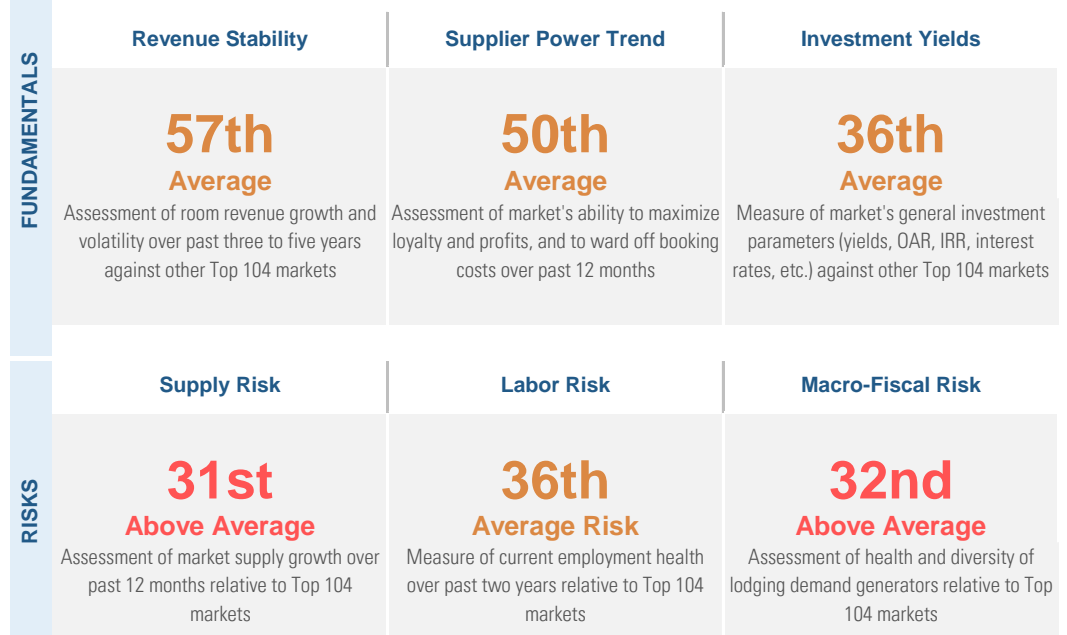 FUNDAMENTALS
Revenue Stability
57th
Average
Assessment of room revenue growth and
volatility over past three to five years
against other Top 104 markets
Supplier Power Trend
50th
Average
Assessment of market's ability to maximize
loyalty and profits, and to ward off booking
costs over past 12 months
Investment Yields
36th
Average
Measure of market's general investment
parameters (yields, OAR, IRR, interest
rates, etc.) against other Top 104 markets
RISKS
Supply Risk
31st
Above Average
Assessment of market supply growth over
past 12 months relative to Top 104
markets
Labor Risk
36th
Average Risk
Measure of current employment health
over past two years relative to Top 104
markets
Macro-Fiscal Risk
32nd
Above Average
Assessment of health and diversity of
lodging demand generators relative to Top
104 markets